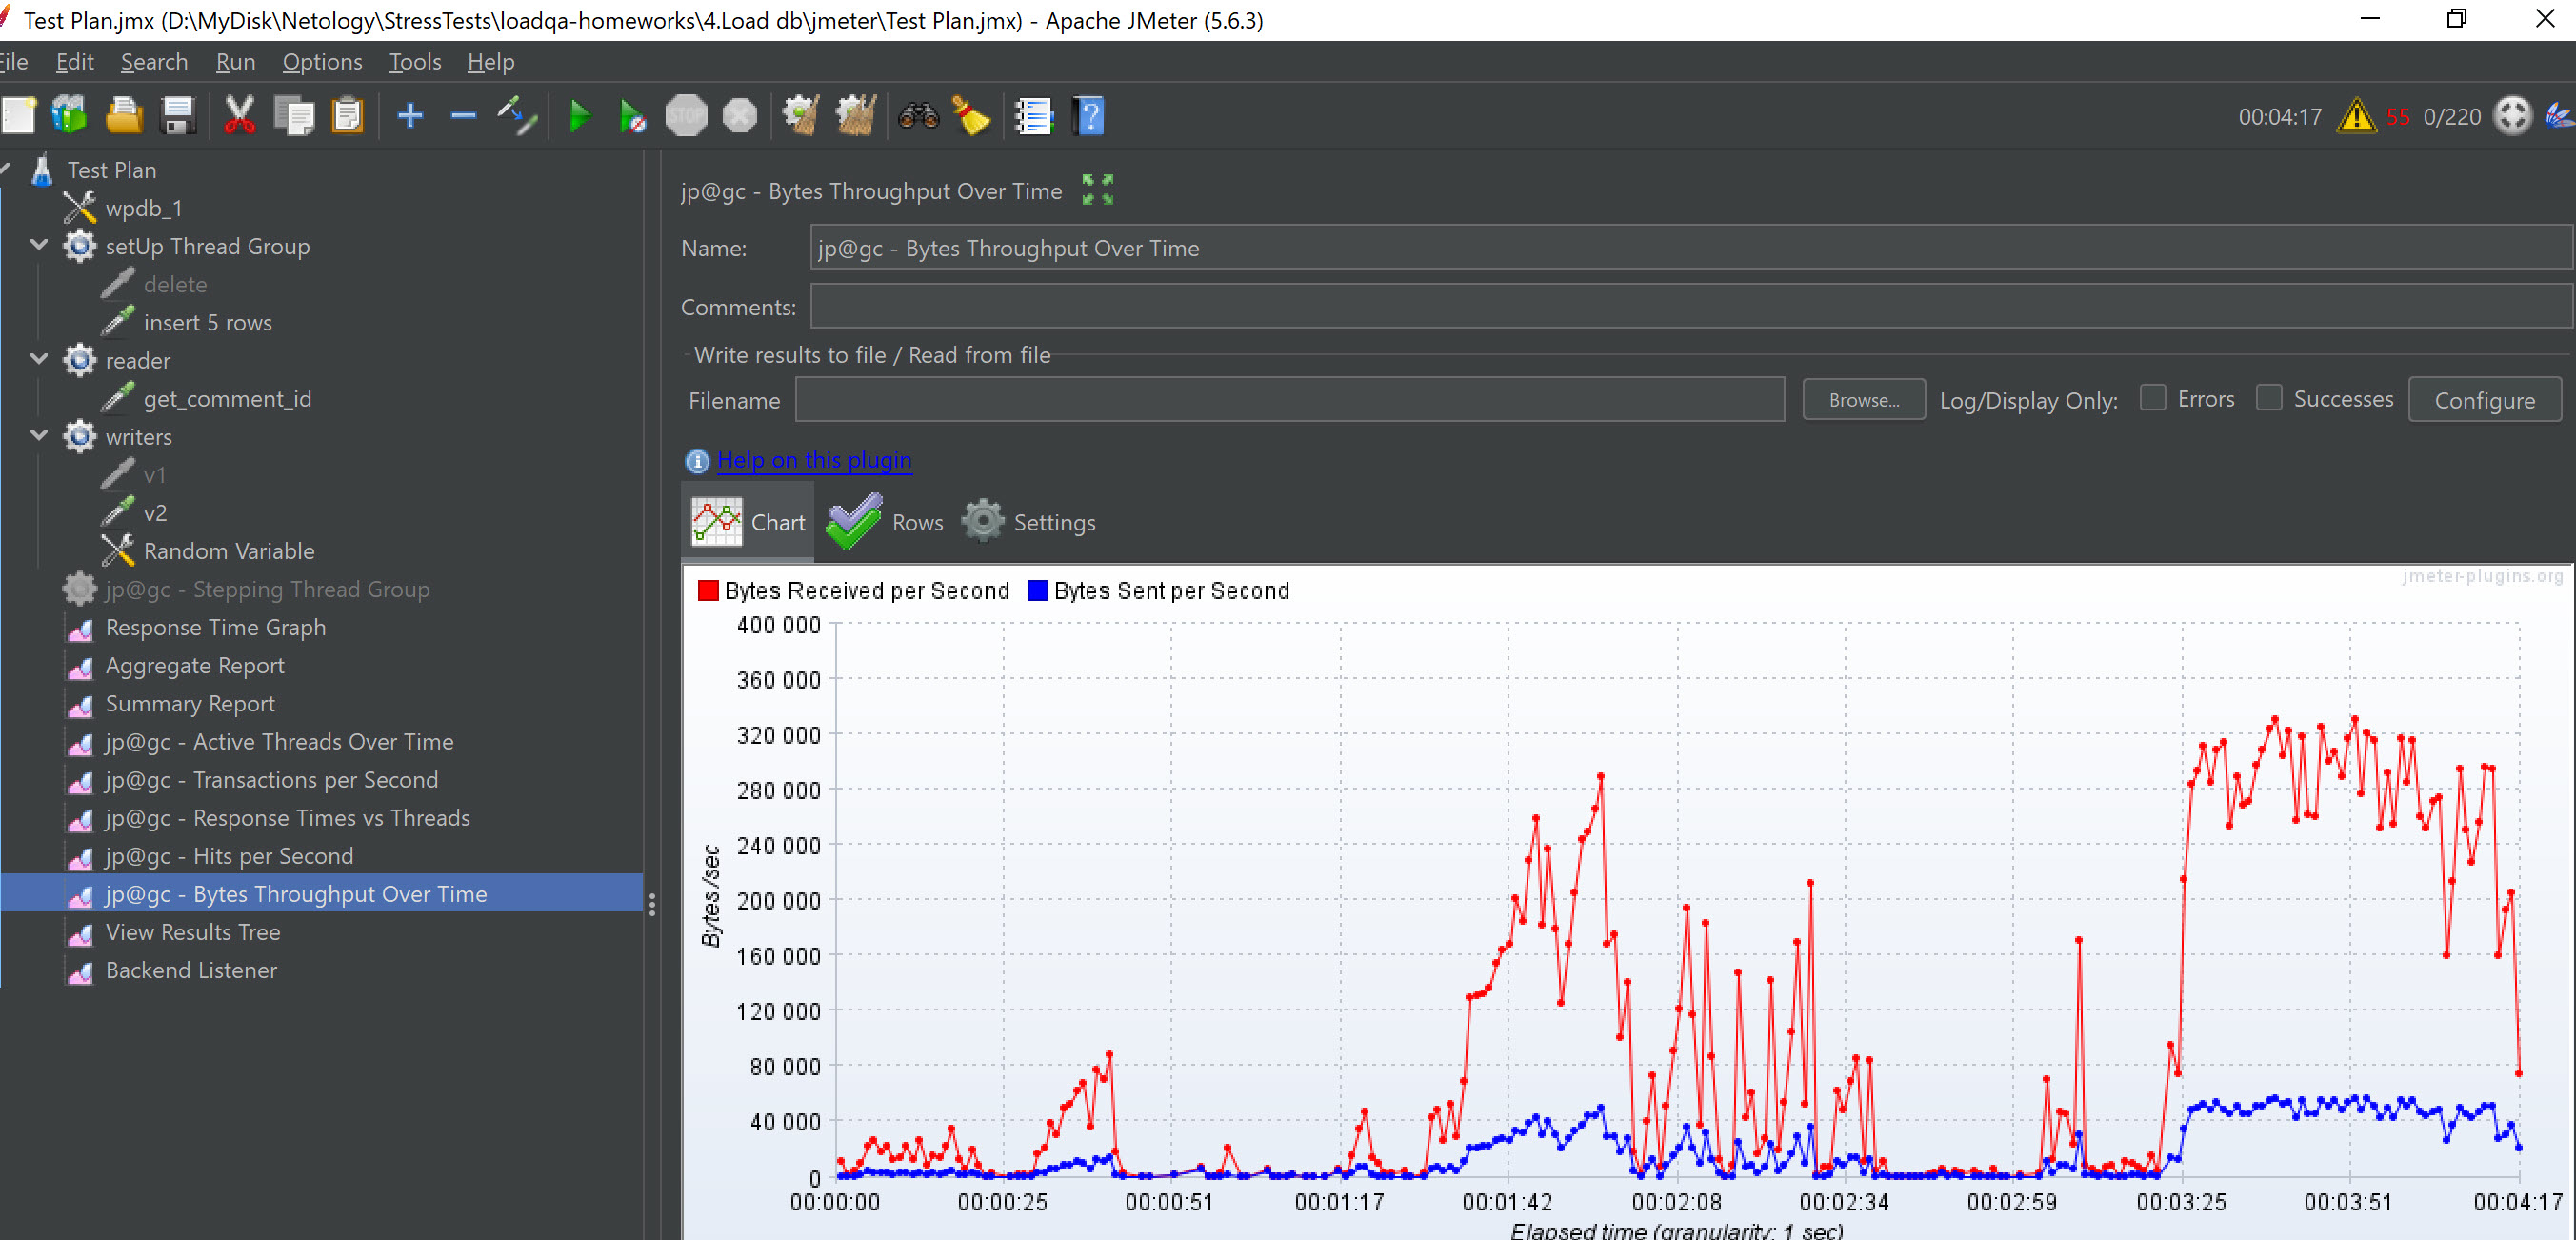 Test Plan.jmx (D:\MyDisk\Netology\StressTests\loadqa-homeworks\4.Load db\jmeter\Test Plan.jmx) - Apache JMeter (5.6.3)
File Edit Search Run Options Tools Help
STOP
00:04:17 55 0/220
Test Plan
wpdb_1
setUp Thread Group
delete
insert 5 rows
reader
get_comment_id
writers
v1
v2
Random Variable
jp@gc - Stepping Thread Group
Response Time Graph
Aggregate Report
Summary Report
jp@gc - Active Threads Over Time
jp@gc - Transactions per Second
jp@gc - Response Times vs Threads
jp@gc - Hits per Second
jp@gc - Bytes Throughput Over Time
View Results Tree
Backend Listener
jp@gc - Bytes Throughput Over Time
Name: jp@gc - Bytes Throughput Over Time
Comments:
Write results to file / Read from file
Filename Browse... Log/Display Only: Errors Successes Configure
Help on this plugin
Chart Rows Settings
jmeter-plugins.org
Bytes Received per Second Bytes Sent per Second
400 000
360 000
320 000
280 000
240 000
200 000
160 000
120 000
80 000
40 000
0
Bytes /sec
00:00:00 00:00:25 00:00:51 00:01:17 00:01:42 00:02:08 00:02:34 00:02:59 00:03:25 00:03:51 00:04:17
Elapsed time (granularity: 1 sec)